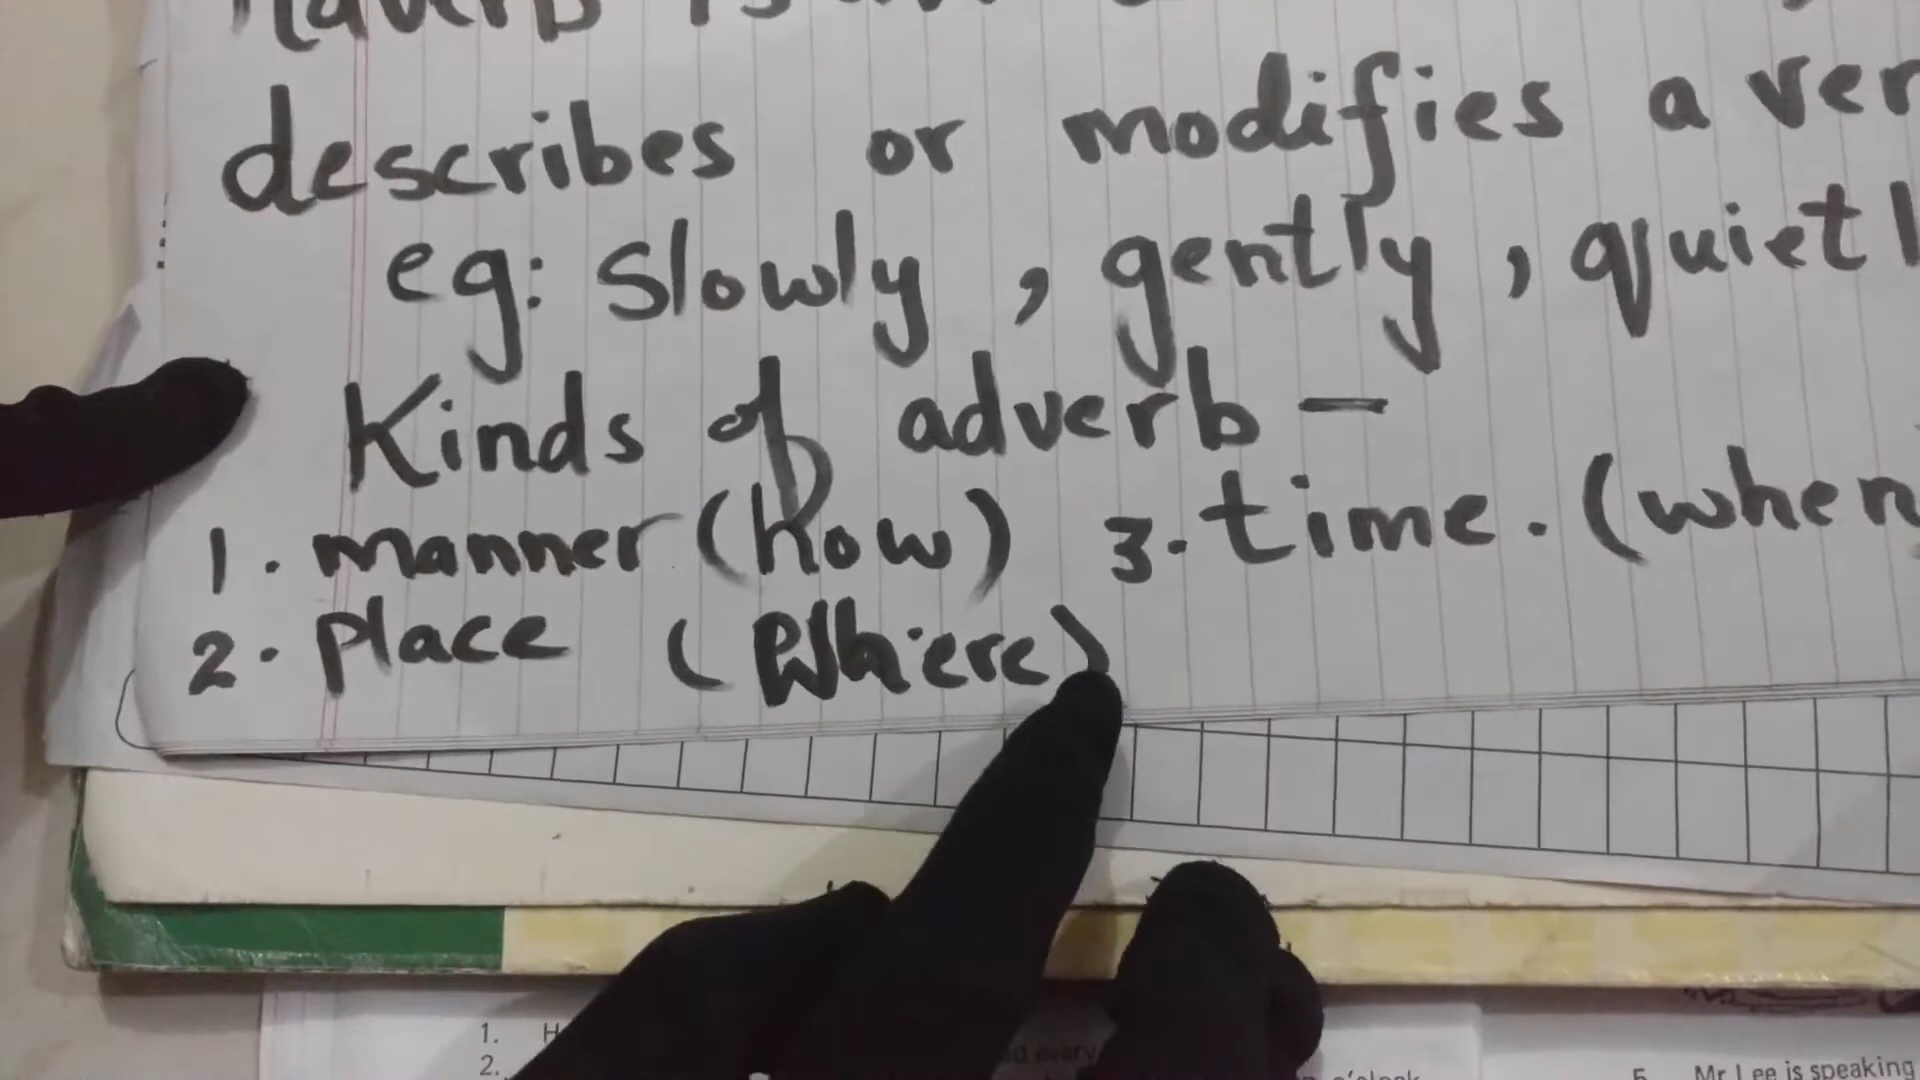 describes or modifies a ver
eg: Slowly, gently, quietl
Kinds of adverb -
1. manner (how) 3. time. (when
2. Place (Where)
1. H
2.
5. Mr Lee is speaking